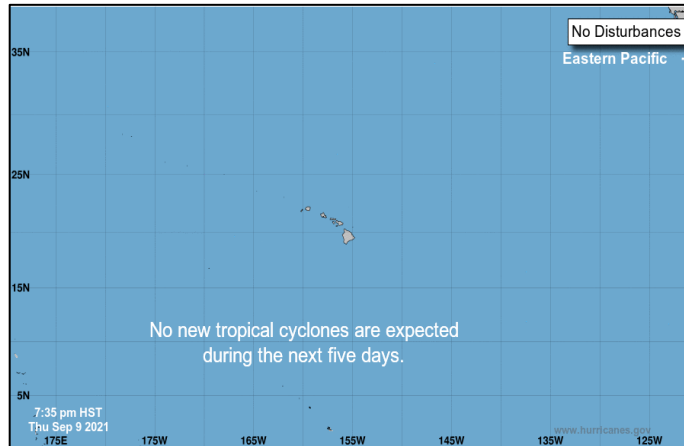 No Disturbances
35N
Eastern Pacific
25N
15N
No new tropical cyclones are expected
during the next five days.
5N
7:35 pm HST
Thu Sep 9 2021
www.hurricanes.gov
175E 175W 165W 155W 145W 135W 125W